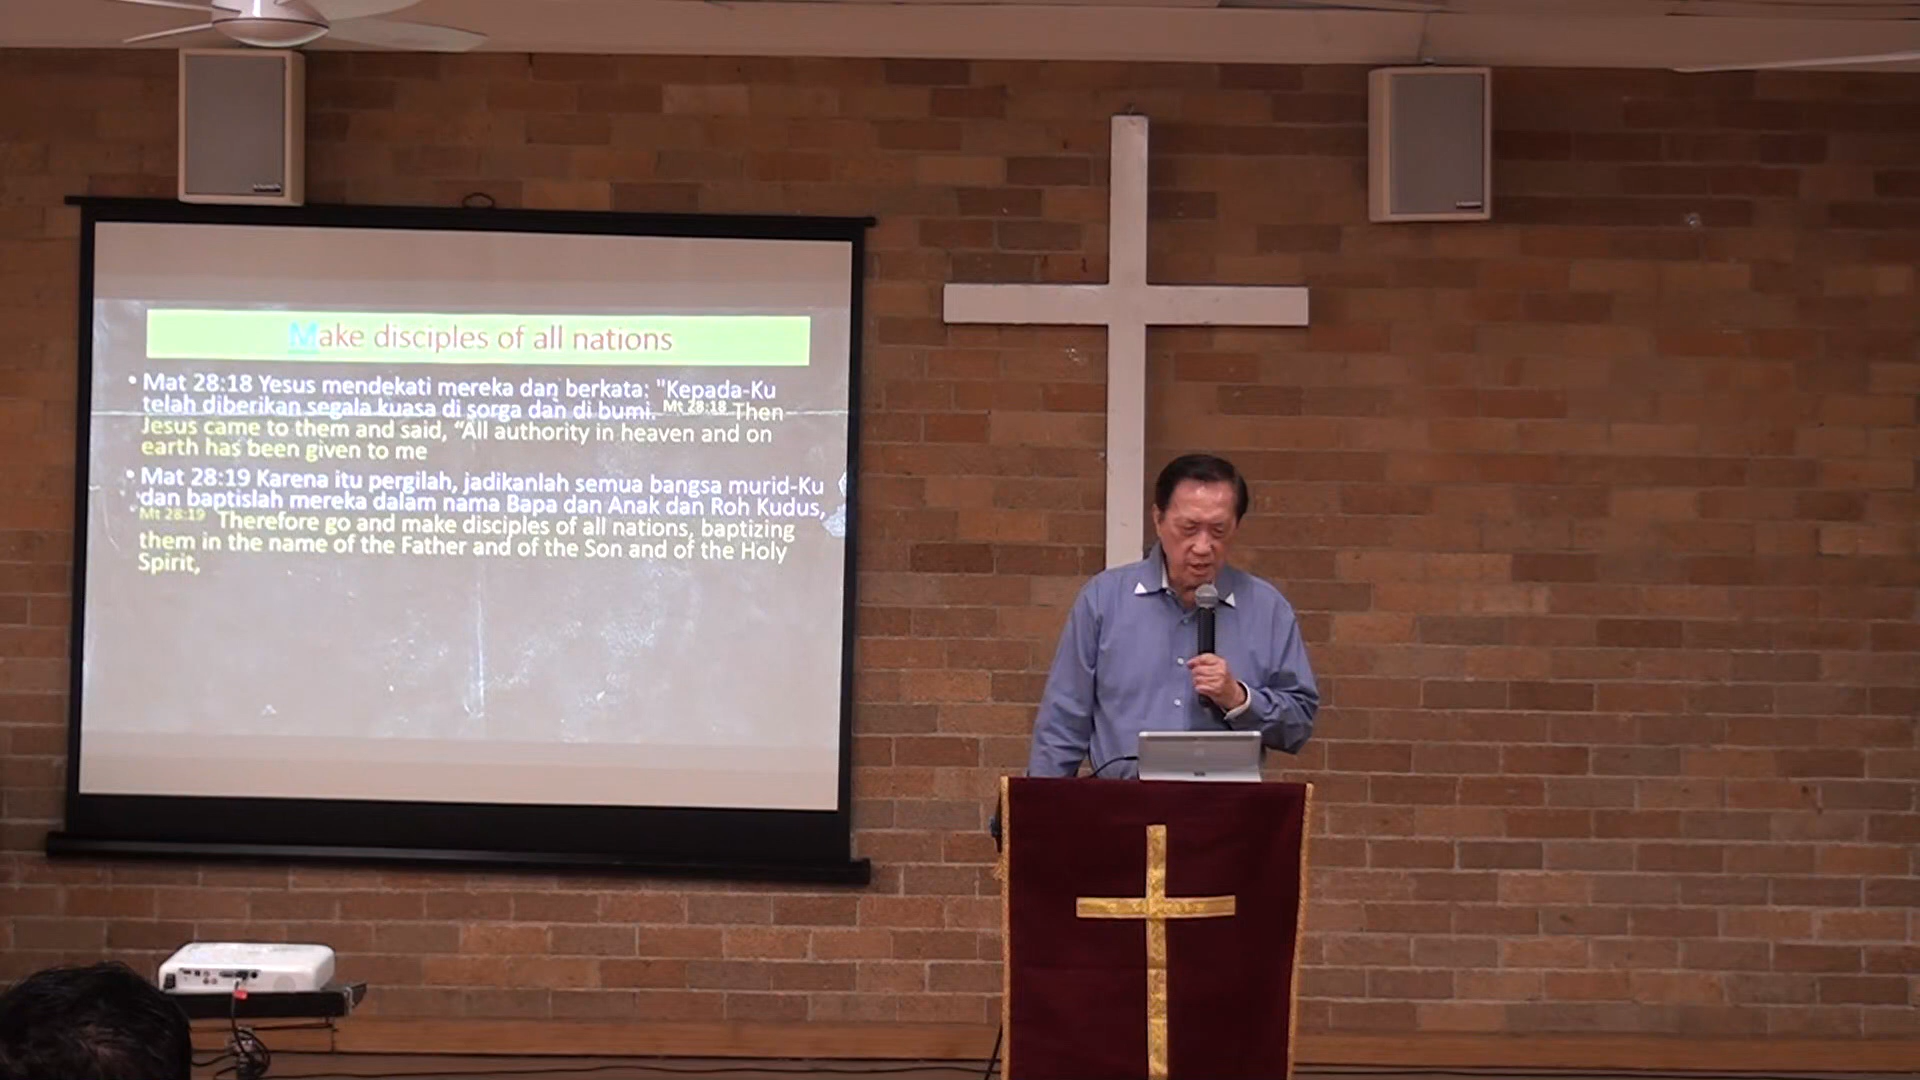 Make disciples of all nations
• Mat 28:18 Yesus mendekati mereka dan berkata: "Kepada-Ku
telah diberikan segala kuasa di sorga dan di bumi. Mt 28:18 Then
Jesus came to them and said, “All authority in heaven and on
earth has been given to me
• Mat 28:19 Karena itu pergilah, jadikanlah semua bangsa murid-Ku
dan baptislah mereka dalam nama Bapa dan Anak dan Roh Kudus,
Mt 28:19 Therefore go and make disciples of all nations, baptizing
them in the name of the Father and of the Son and of the Holy
Spirit,